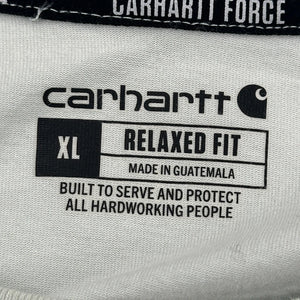 CARHARTT FORCE
carhartt
XL RELAXED FIT
MADE IN GUATEMALA
BUILT TO SERVE AND PROTECT
ALL HARDWORKING PEOPLE